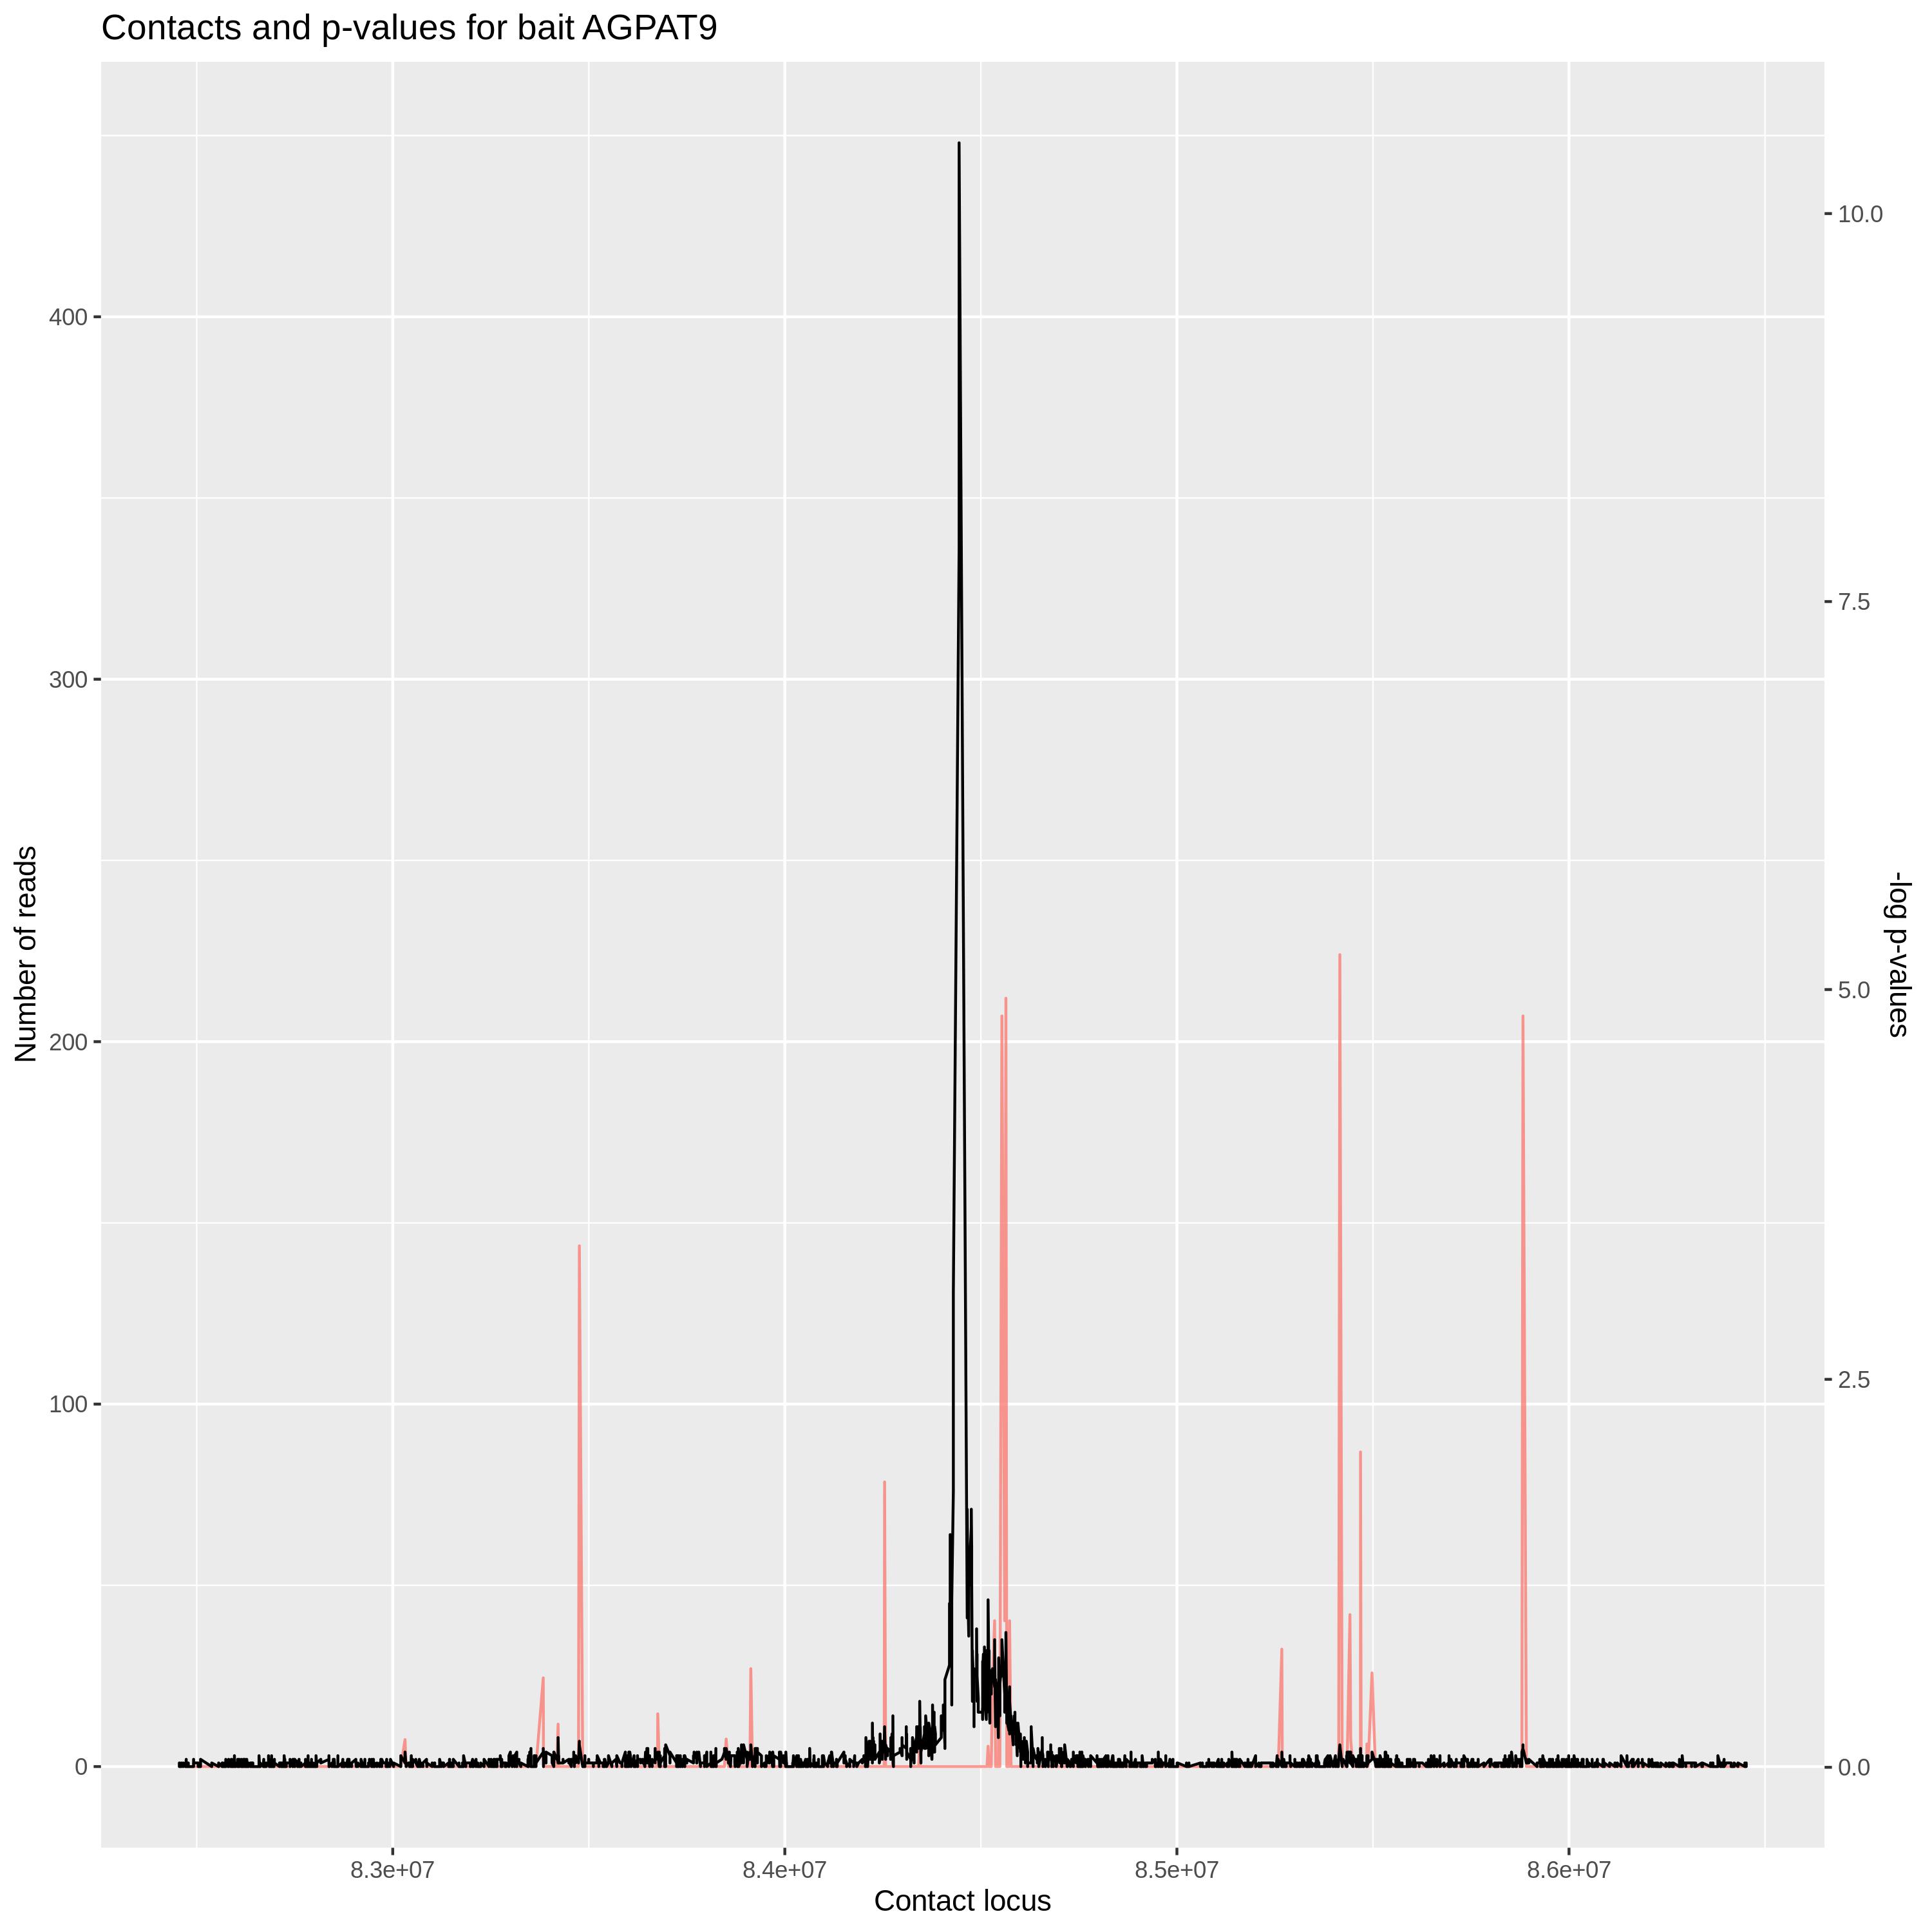 Contacts and p-values for bait AGPAT9
Number of reads
400
300
200
100
0
10.0
7.5
5.0
2.5
0.0
-log p-values
8.3e+07 8.4e+07 8.5e+07 8.6e+07
Contact locus